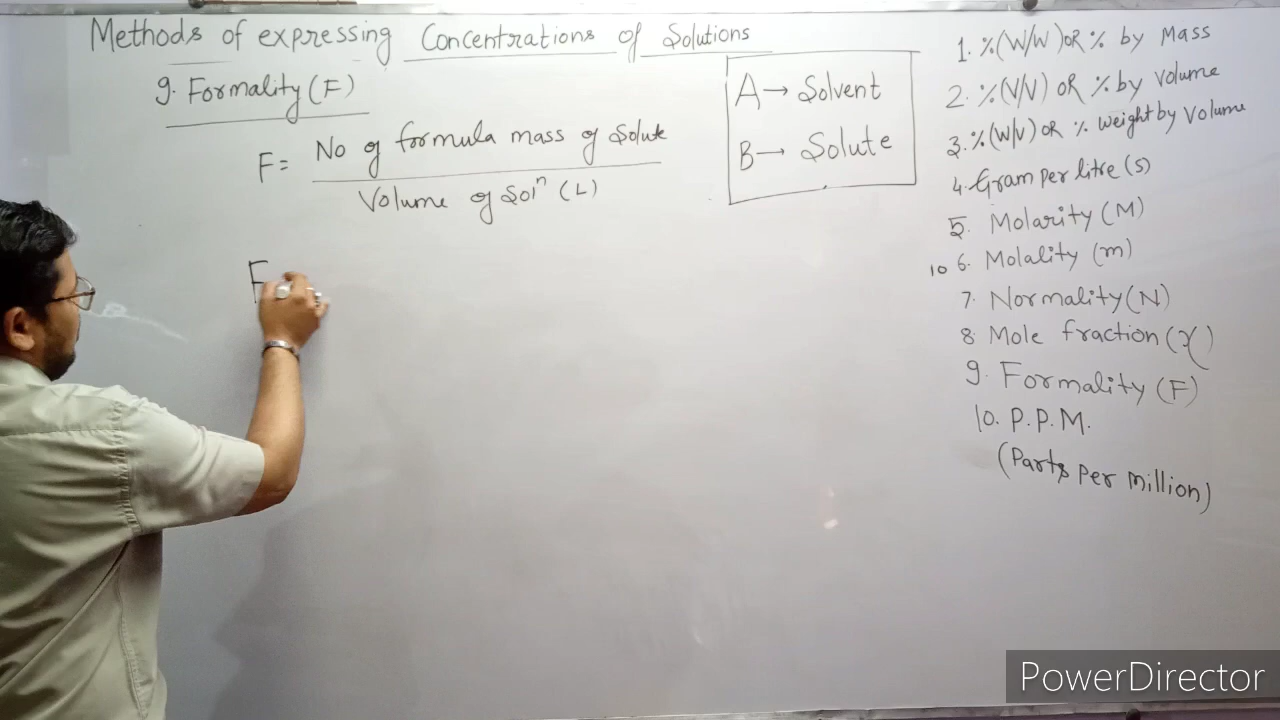 Methods of expressing Concentrations of Solutions
9. Formality (F)
F = No of formula mass of Solute
Volume of Solⁿ (L)
F
A → Solvent
B → Solute
1. %(W/W) OR % by Mass
2. %(V/V) OR % by Volume
3. %(W/V) OR % weight by Volume
4. Gram per litre (s)
5. Molarity (M)
10 6. Molality (m)
7. Normality (N)
8. Mole fraction (χ)
9. Formality (F)
10. P.P.M.
(Parts per million)
PowerDirector